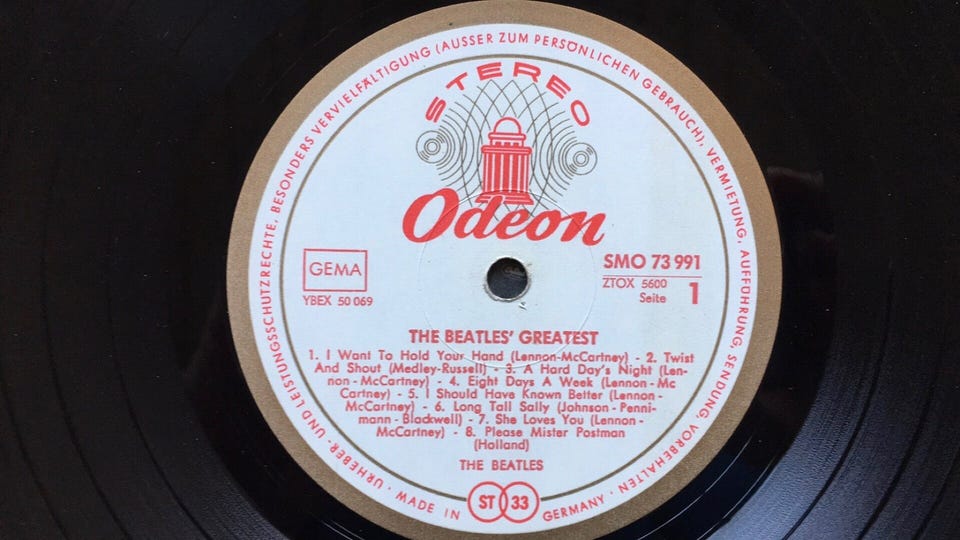 URHEBER- UND LEISTUNGSSCHUTZRECHTE, BESONDERS VERVIELFÄLTIGUNG (AUSSER ZUM PERSÖNLICHEN GEBRAUCH), VERMIETUNG, AUFFÜHRUNG, SENDUNG, VORBEHALTEN ·
STEREO
Odeon
GEMA
YBEX 50 069
SMO 73 991
ZTOX 5600
Seite 1
THE BEATLES' GREATEST
1. I Want To Hold Your Hand (Lennon-McCartney) - 2. Twist
And Shout (Medley-Russell) - 3. A Hard Day's Night (Len-
non - McCartney) - 4. Eight Days A Week (Lennon - Mc
Cartney) - 5. I Should Have Known Better (Lennon -
McCartney) - 6. Long Tall Sally (Johnson - Penni-
mann - Blackwell) - 7. She Loves You (Lennon -
McCartney) - 8. Please Mister Postman
(Holland)
THE BEATLES
· MADE IN GERMANY ·
ST 33